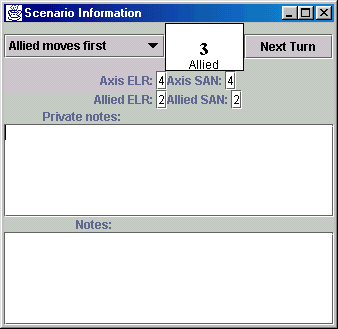 Scenario Information
Allied moves first
3
Allied
Next Turn
Axis ELR: 4 Axis SAN: 4
Allied ELR: 2 Allied SAN: 2
Private notes:
Notes: